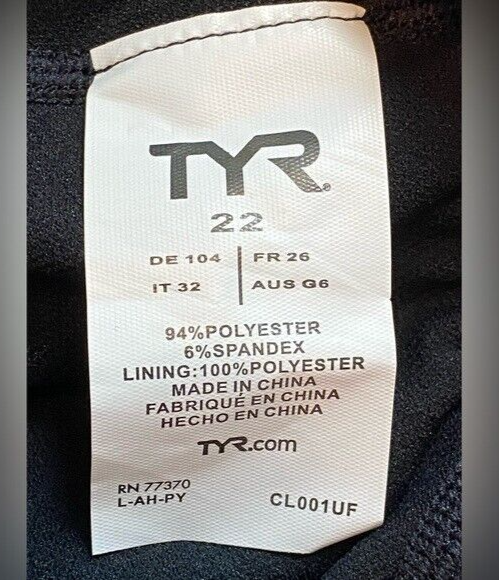 TYR®
22
DE 104 FR 26
IT 32 AUS G6
94%POLYESTER
6%SPANDEX
LINING:100%POLYESTER
MADE IN CHINA
FABRIQUÉ EN CHINA
HECHO EN CHINA
TYR.com
RN 77370
L-AH-PY
CL001UF